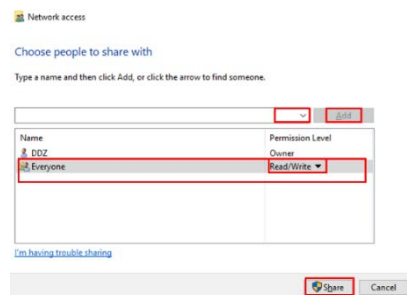 Network access
Choose people to share with
Type a name and then click Add, or click the arrow to find someone.
Add
Name Permission Level
DDZ Owner
Everyone Read/Write
I'm having trouble sharing
Share Cancel